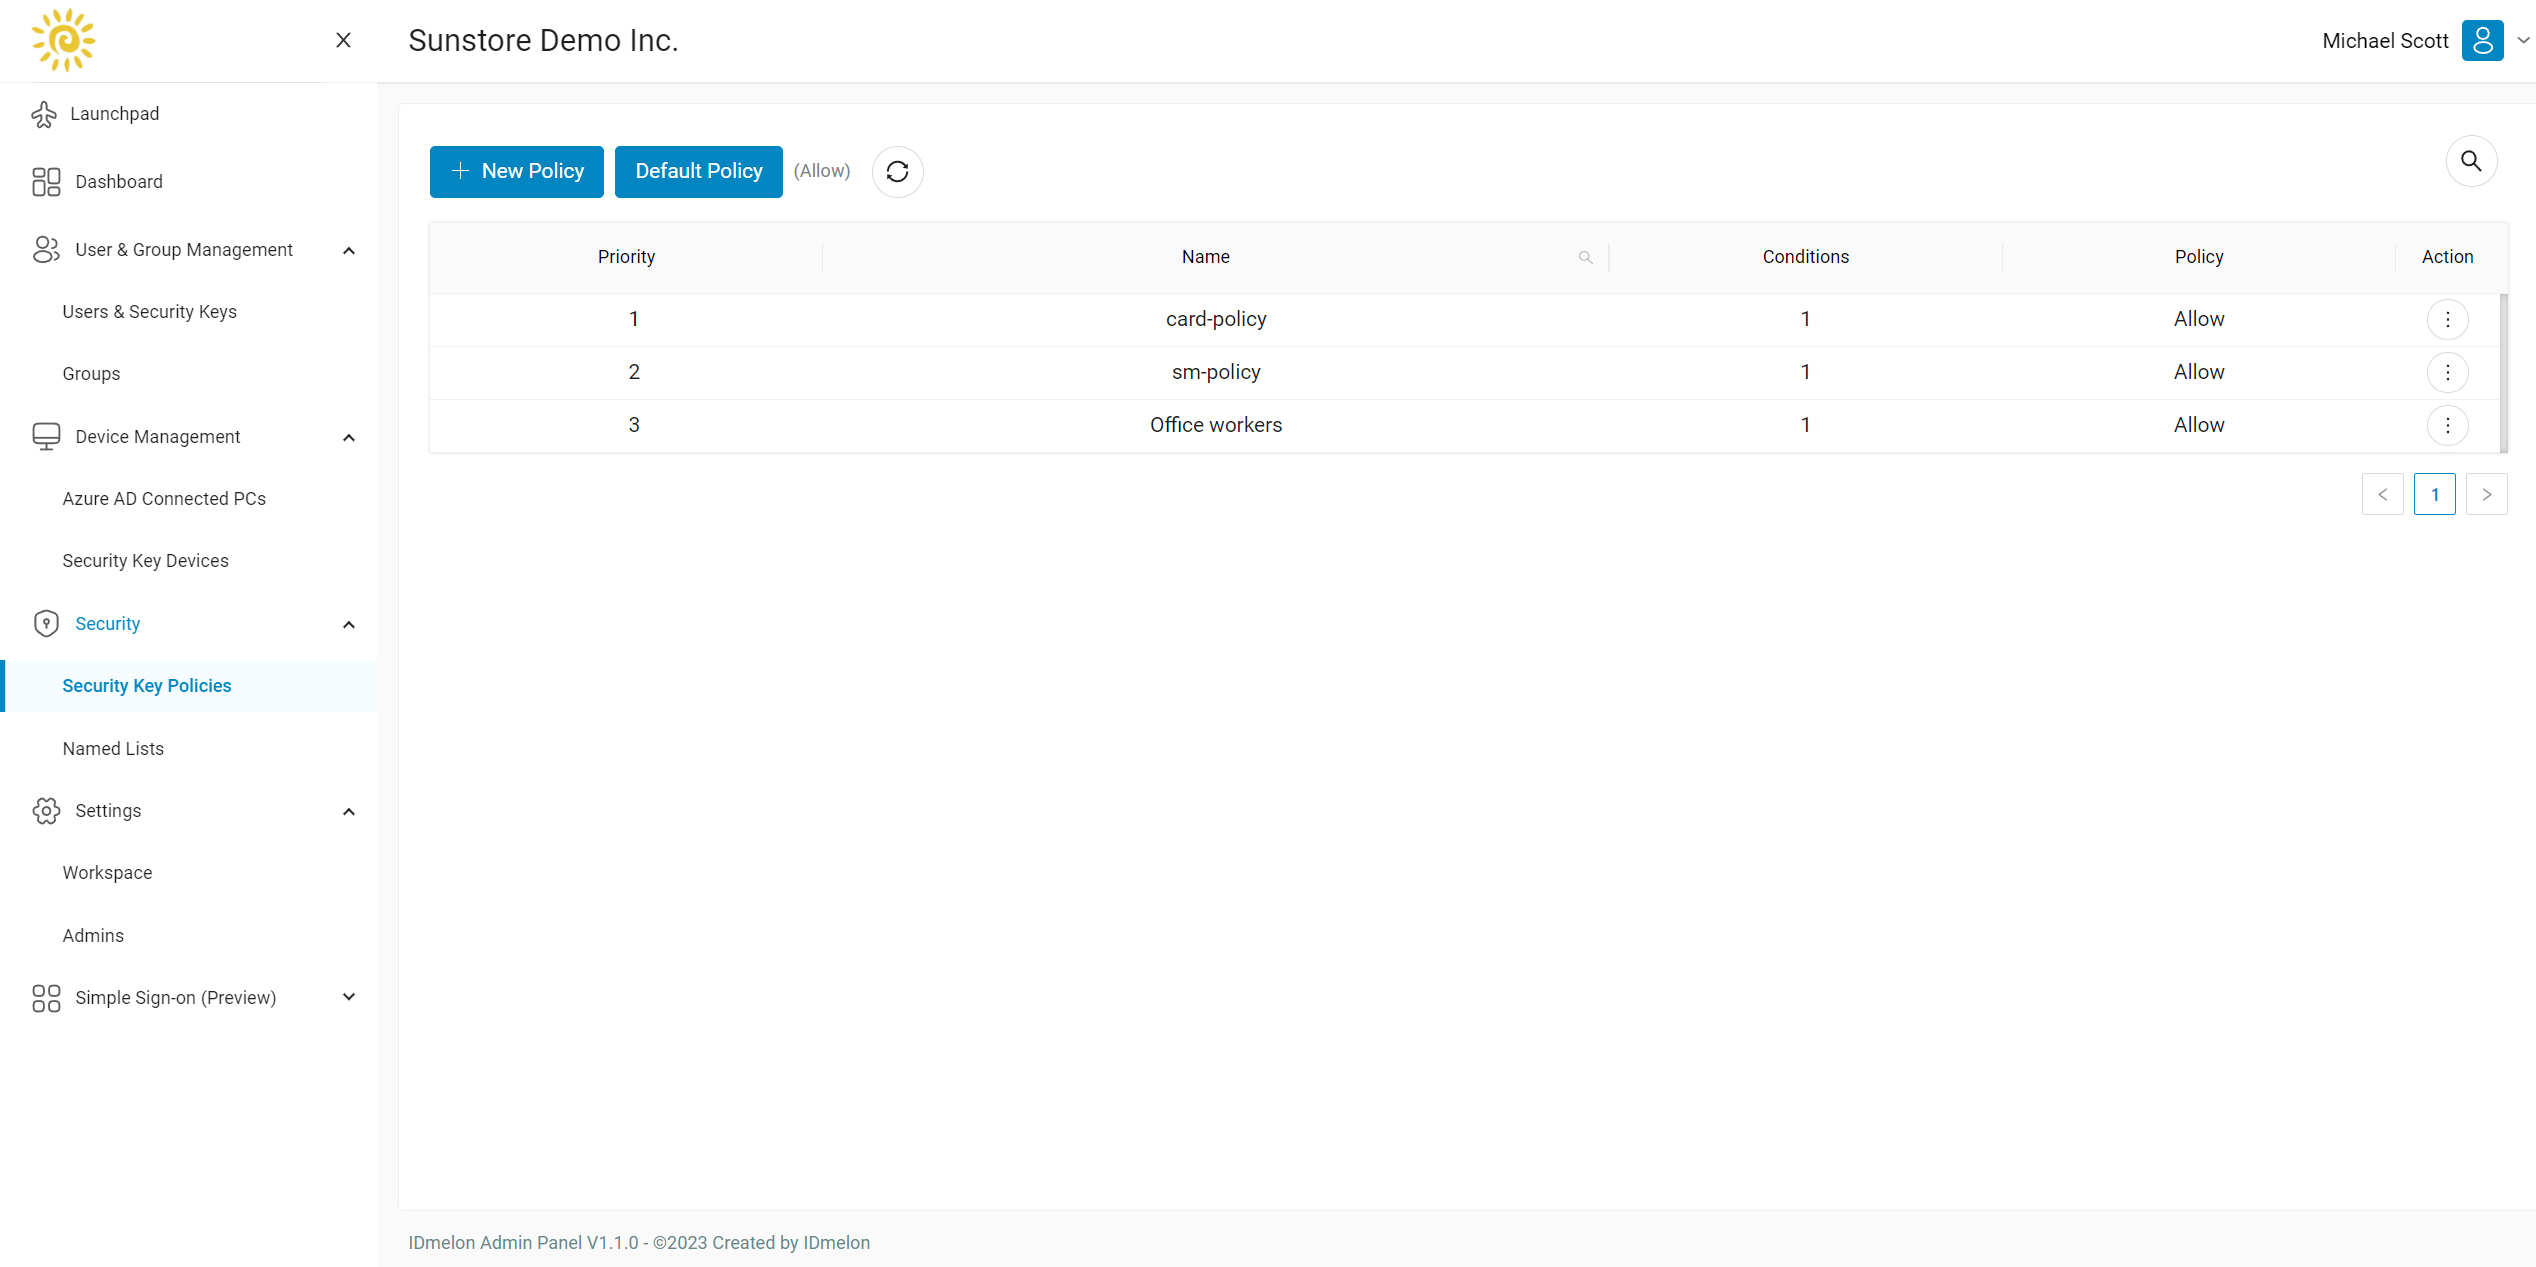 Sunstore Demo Inc.
Michael Scott
Launchpad
Dashboard
User & Group Management
Users & Security Keys
Groups
Device Management
Azure AD Connected PCs
Security Key Devices
Security
Security Key Policies
Named Lists
Settings
Workspace
Admins
Simple Sign-on (Preview)
New Policy Default Policy (Allow)
Priority Name Conditions Policy Action
1 card-policy 1 Allow
2 sm-policy 1 Allow
3 Office workers 1 Allow
< 1 >
IDmelon Admin Panel V1.1.0 - ©2023 Created by IDmelon